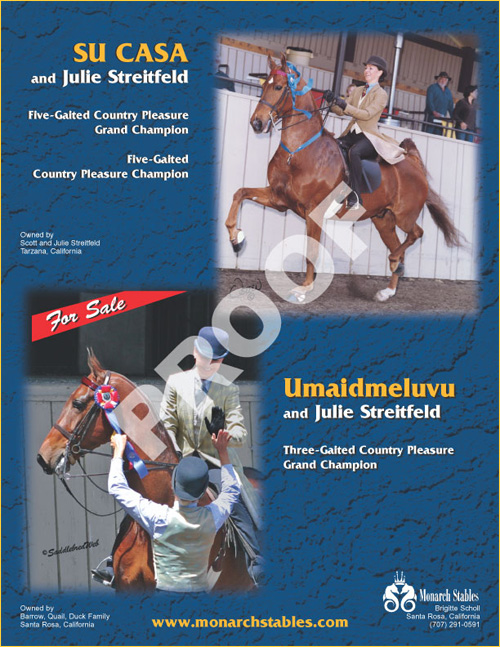 SU CASA
and Julie Streitfeld
Five-Gaited Country Pleasure
Grand Champion
Five-Gaited
Country Pleasure Champion
Owned by
Scott and Julie Streitfeld
Tarzana, California
For Sale
PROOF
Umaidmeluvu
and Julie Streitfeld
Three-Gaited Country Pleasure
Grand Champion
©SaddlebredWeb
Owned by
Barrow, Quail, Duck Family
Santa Rosa, California
www.monarchstables.com
Monarch Stables
Brigitte Scholl
Santa Rosa, California
(707) 291-0591